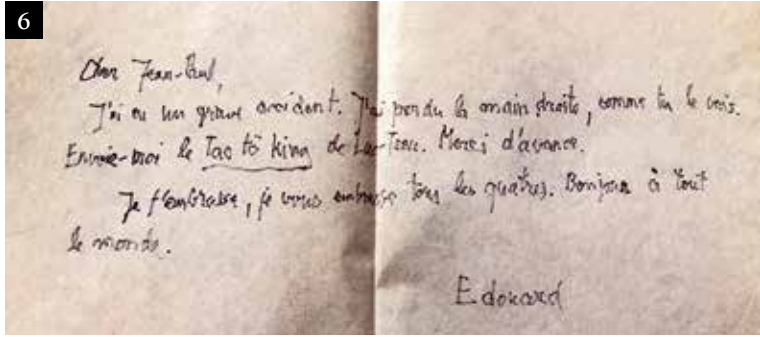 6
Cher Jean-Paul,
J'ai eu un grave accident. J'ai perdu la main droite, comme tu le vois.
Envoie-moi le Tao tö king de Lao-Tseu. Merci d'avance.
Je t'embrasse, je vous embrasse tous les quatres. Bonjour à tout
le monde.
Edouard